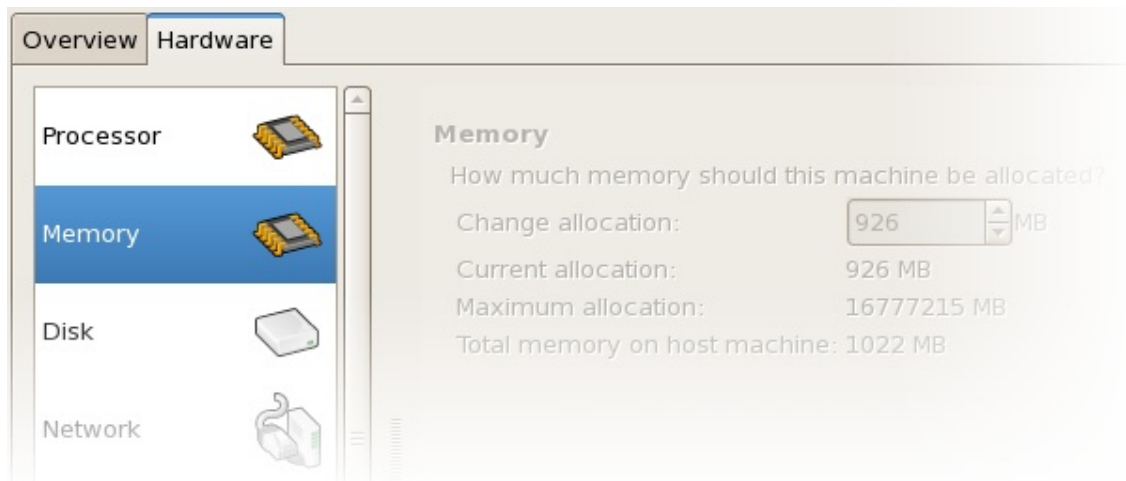 Overview Hardware
Processor
Memory
Disk
Network
Memory
How much memory should this machine be allocated?
Change allocation: 926 MB
Current allocation: 926 MB
Maximum allocation: 16777215 MB
Total memory on host machine: 1022 MB